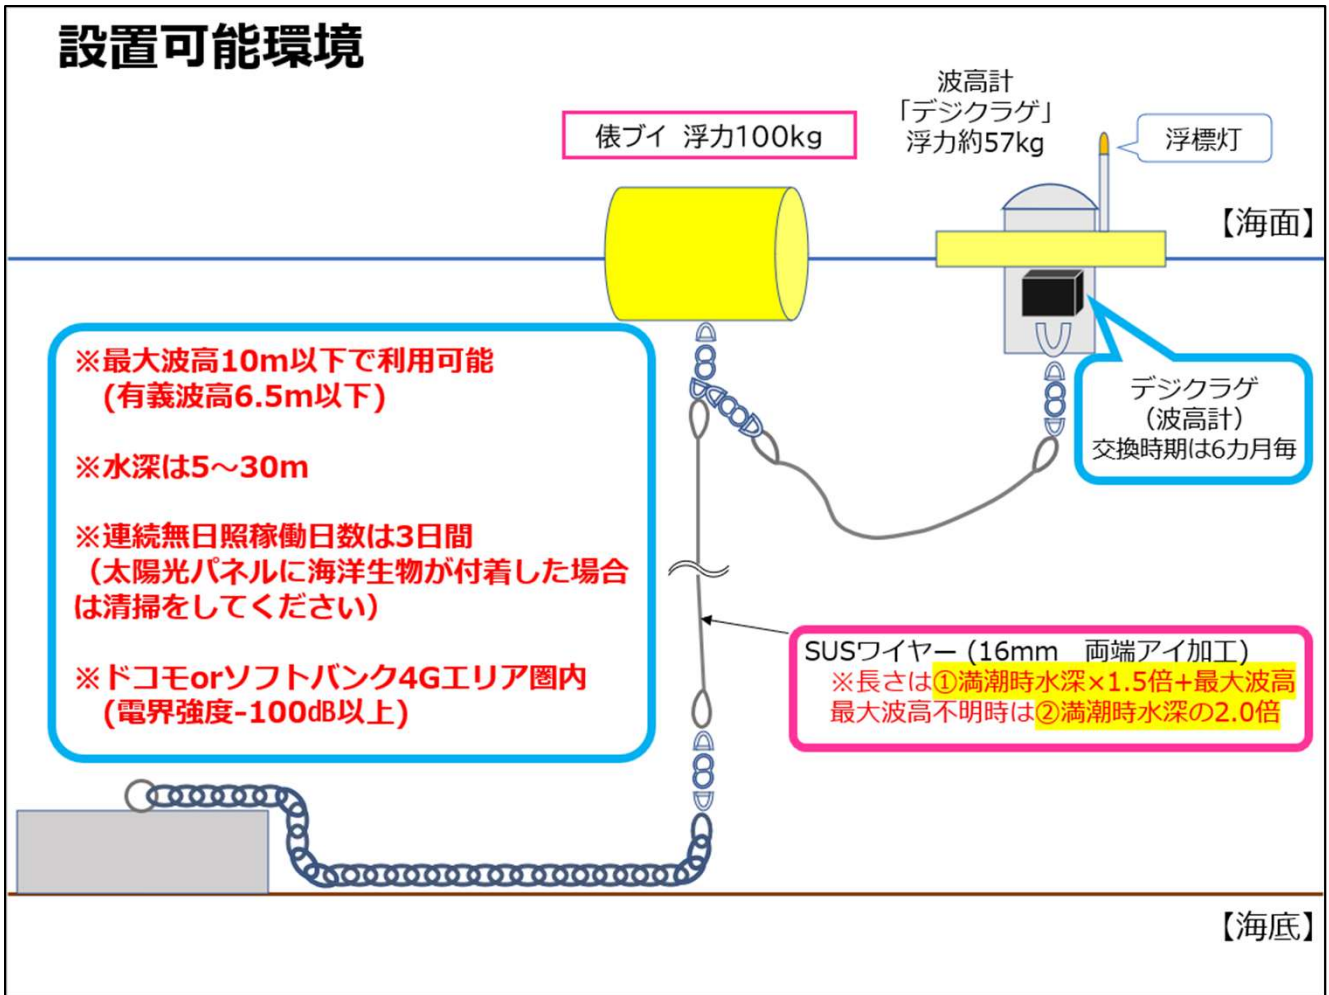 設置可能環境
波高計
「デジクラゲ」
浮力約57kg
俵ブイ 浮力100kg
浮標灯
【海面】
※最大波高10m以下で利用可能
(有義波高6.5m以下)
※水深は5～30m
※連続無日照稼働日数は3日間
（太陽光パネルに海洋生物が付着した場合
は清掃をしてください）
※ドコモorソフトバンク4Gエリア圏内
(電界強度-100㏈以上)
デジクラゲ
（波高計）
交換時期は6カ月毎
SUSワイヤー (16mm　両端アイ加工)
※長さは①満潮時水深×1.5倍+最大波高
最大波高不明時は②満潮時水深の2.0倍
【海底】